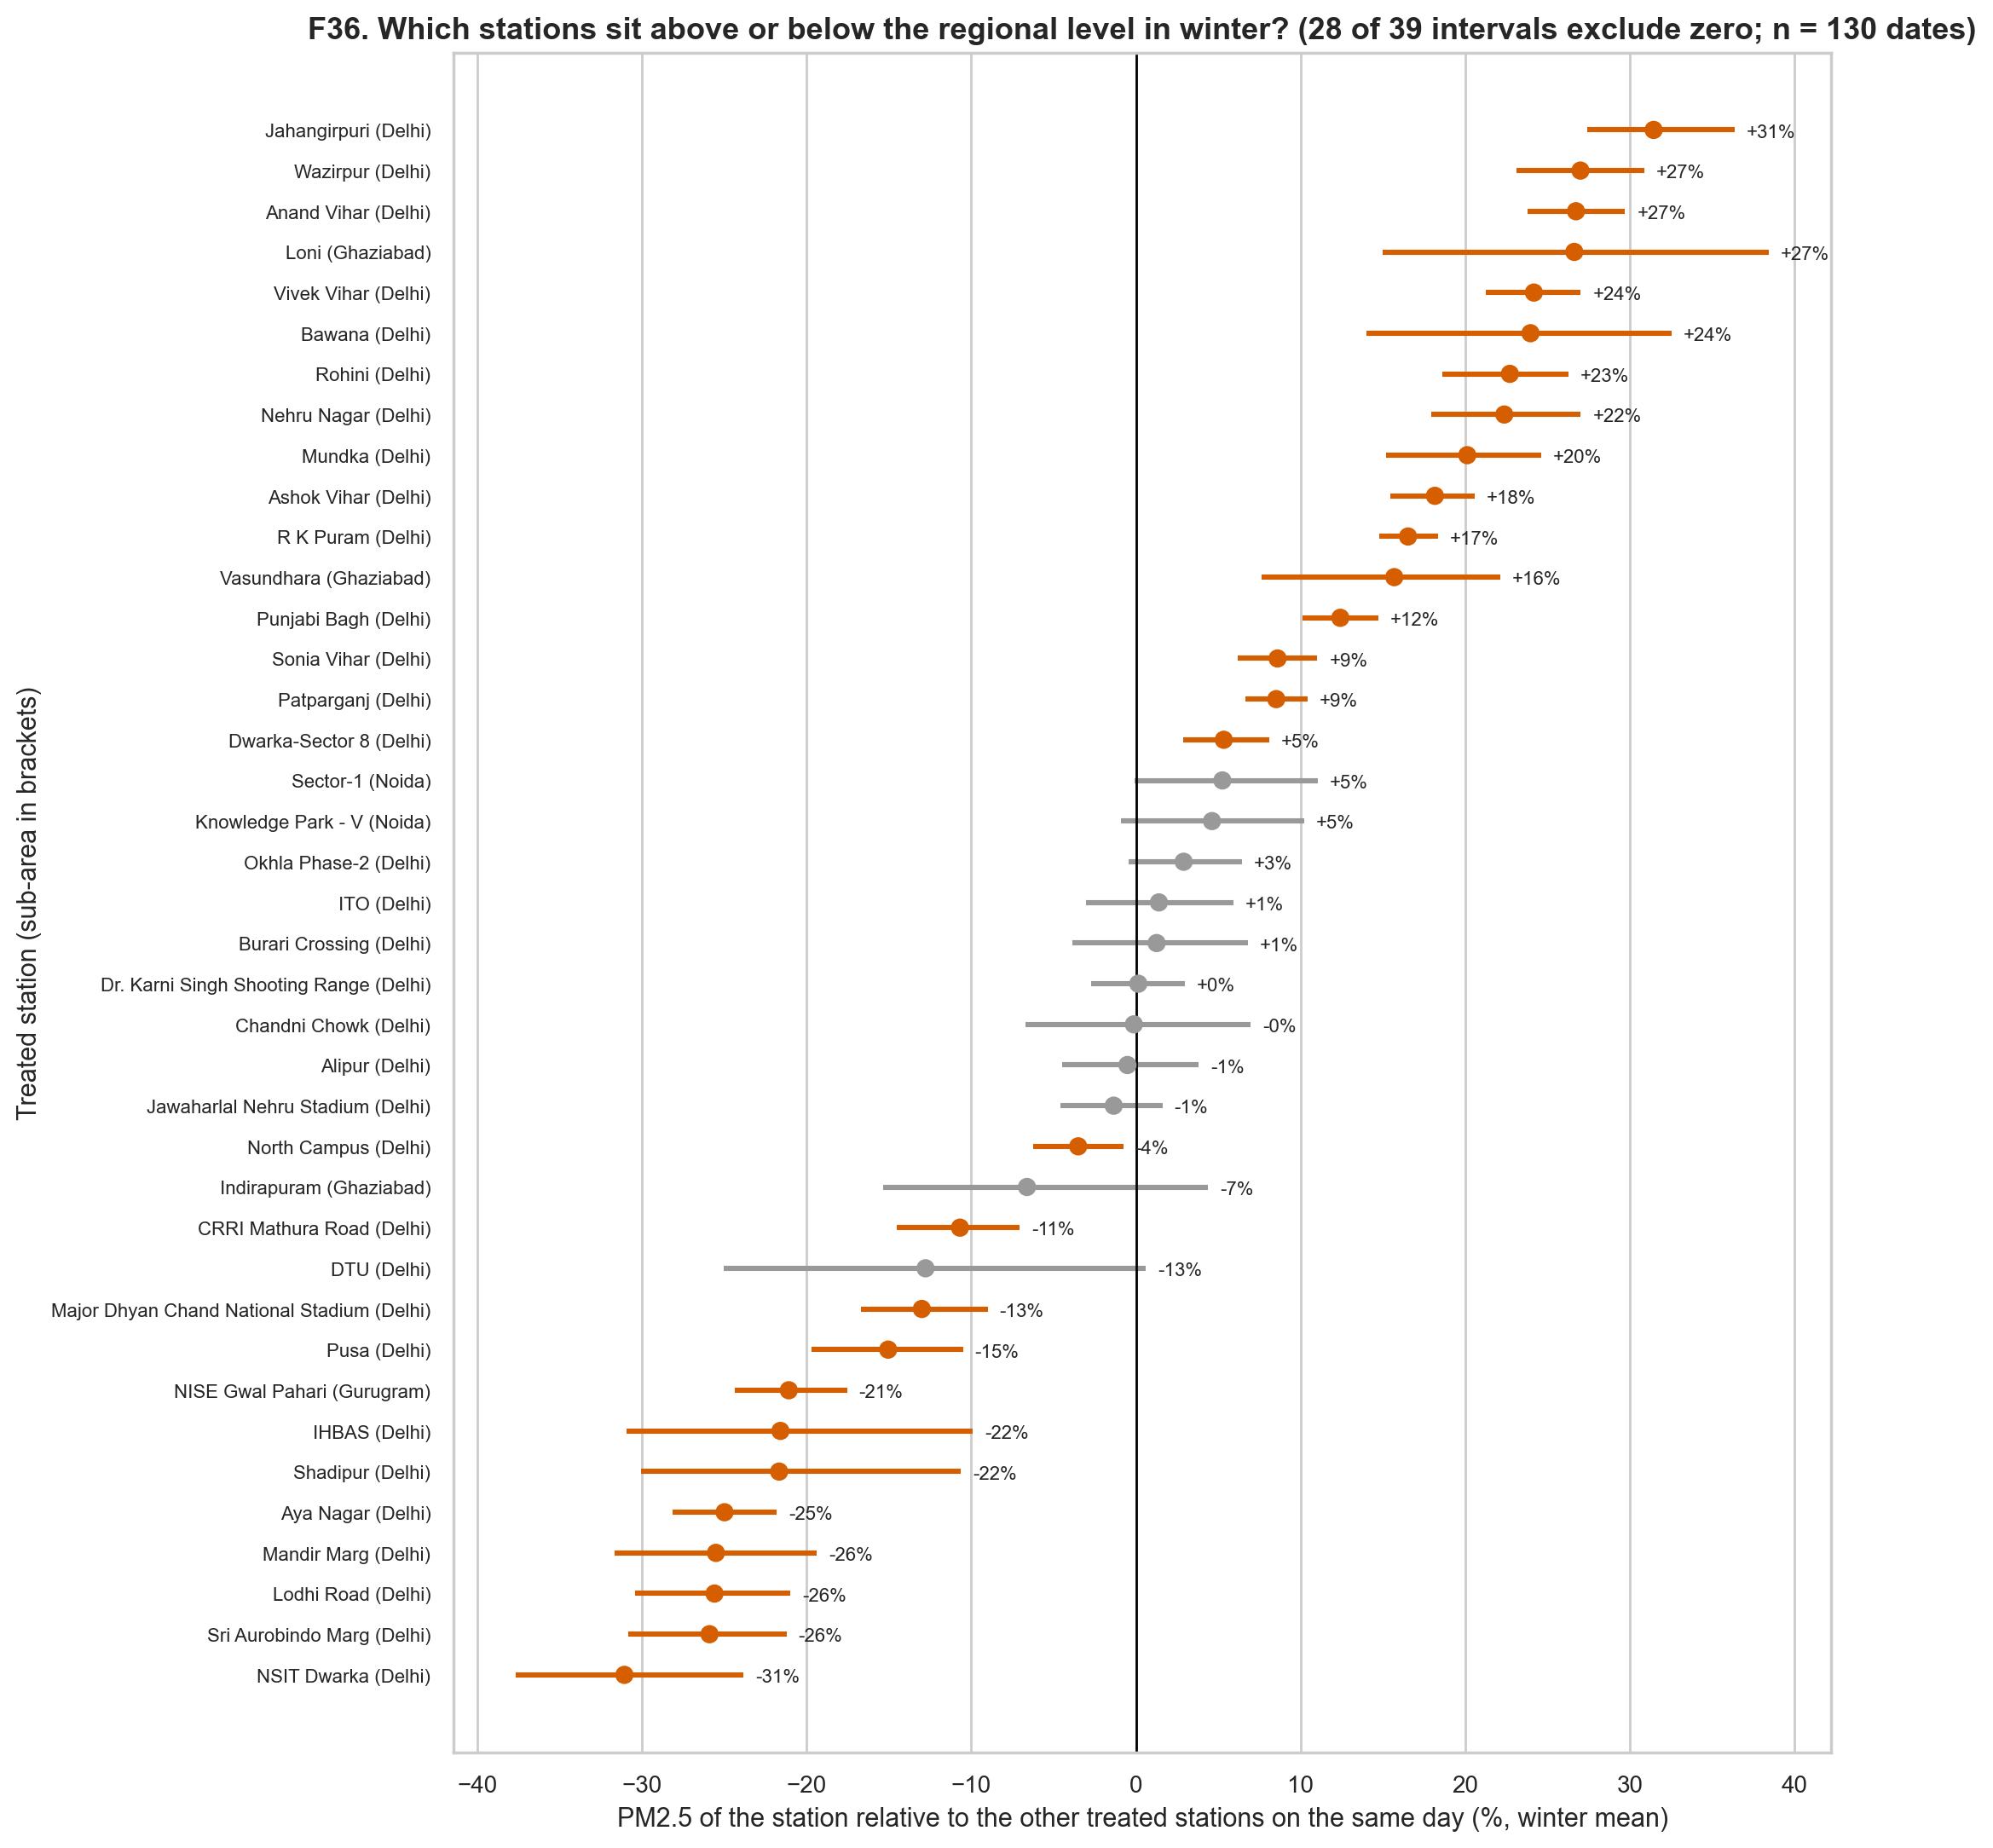 F36. Which stations sit above or below the regional level in winter? (28 of 39 intervals exclude zero; n = 130 dates)
Treated station (sub-area in brackets)
Jahangirpuri (Delhi) +31%
Wazirpur (Delhi) +27%
Anand Vihar (Delhi) +27%
Loni (Ghaziabad) +27%
Vivek Vihar (Delhi) +24%
Bawana (Delhi) +24%
Rohini (Delhi) +23%
Nehru Nagar (Delhi) +22%
Mundka (Delhi) +20%
Ashok Vihar (Delhi) +18%
R K Puram (Delhi) +17%
Vasundhara (Ghaziabad) +16%
Punjabi Bagh (Delhi) +12%
Sonia Vihar (Delhi) +9%
Patparganj (Delhi) +9%
Dwarka-Sector 8 (Delhi) +5%
Sector-1 (Noida) +5%
Knowledge Park - V (Noida) +5%
Okhla Phase-2 (Delhi) +3%
ITO (Delhi) +1%
Burari Crossing (Delhi) +1%
Dr. Karni Singh Shooting Range (Delhi) +0%
Chandni Chowk (Delhi) -0%
Alipur (Delhi) -1%
Jawaharlal Nehru Stadium (Delhi) -1%
North Campus (Delhi) -4%
Indirapuram (Ghaziabad) -7%
CRRI Mathura Road (Delhi) -11%
DTU (Delhi) -13%
Major Dhyan Chand National Stadium (Delhi) -13%
Pusa (Delhi) -15%
NISE Gwal Pahari (Gurugram) -21%
IHBAS (Delhi) -22%
Shadipur (Delhi) -22%
Aya Nagar (Delhi) -25%
Mandir Marg (Delhi) -26%
Lodhi Road (Delhi) -26%
Sri Aurobindo Marg (Delhi) -26%
NSIT Dwarka (Delhi) -31%
−40 −30 −20 −10 0 10 20 30 40
PM2.5 of the station relative to the other treated stations on the same day (%, winter mean)